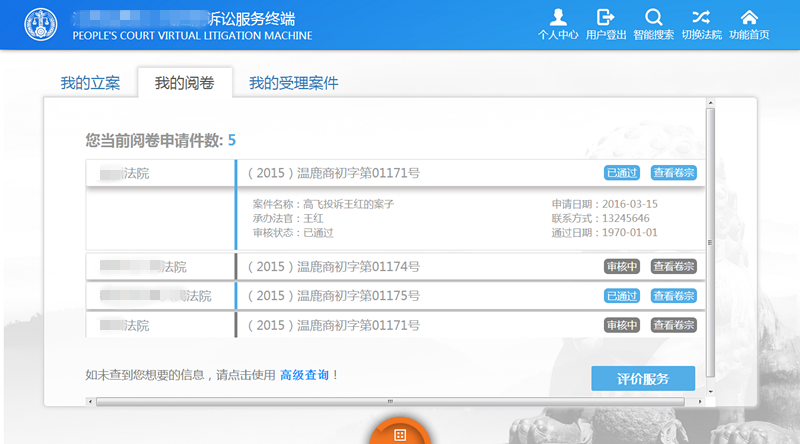 诉讼服务终端
PEOPLE'S COURT VIRTUAL LITIGATION MACHINE
个人中心 用户登出 智能搜索 切换法院 功能首页
我的立案 我的阅卷 我的受理案件
您当前阅卷申请件数: 5
法院 （2015）温鹿商初字第01171号 已通过 查看卷宗
案件名称：高飞投诉王红的案子 申请日期：2016-03-15
承办法官：王红 联系方式：13245646
审核状态：已通过 通过日期：1970-01-01
法院 （2015）温鹿商初字第01174号 审核中 查看卷宗
法院 （2015）温鹿商初字第01175号 已通过 查看卷宗
法院 （2015）温鹿商初字第01171号 审核中 查看卷宗
如未查到您想要的信息，请点击使用 高级查询！
评价服务